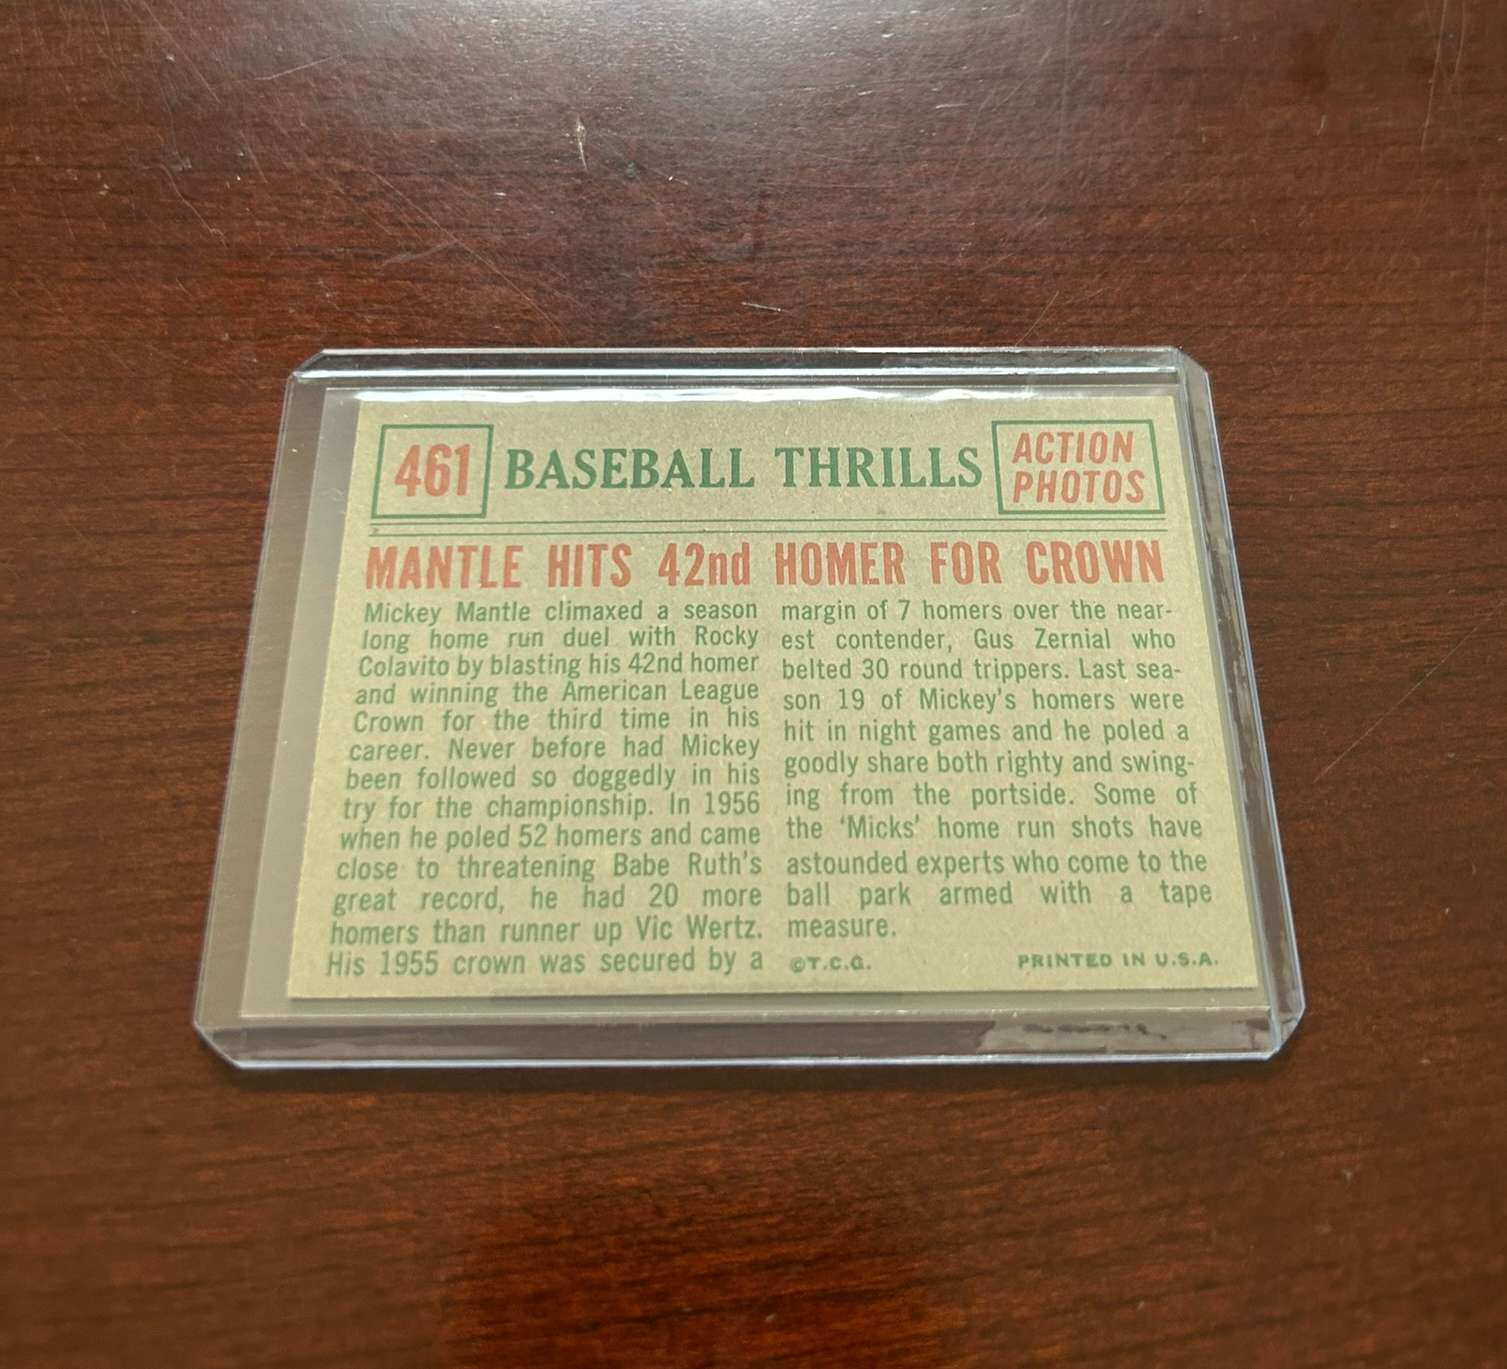 461 BASEBALL THRILLS ACTION PHOTOS
MANTLE HITS 42nd HOMER FOR CROWN
Mickey Mantle climaxed a season
long home run duel with Rocky
Colavito by blasting his 42nd homer
and winning the American League
Crown for the third time in his
career. Never before had Mickey
been followed so doggedly in his
try for the championship. In 1956
when he poled 52 homers and came
close to threatening Babe Ruth's
great record, he had 20 more
homers than runner up Vic Wertz.
His 1955 crown was secured by a
margin of 7 homers over the near-
est contender, Gus Zernial who
belted 30 round trippers. Last sea-
son 19 of Mickey's homers were
hit in night games and he poled a
goodly share both righty and swing-
ing from the portside. Some of
the 'Micks' home run shots have
astounded experts who come to the
ball park armed with a tape
measure.
©T.C.G. PRINTED IN U.S.A.